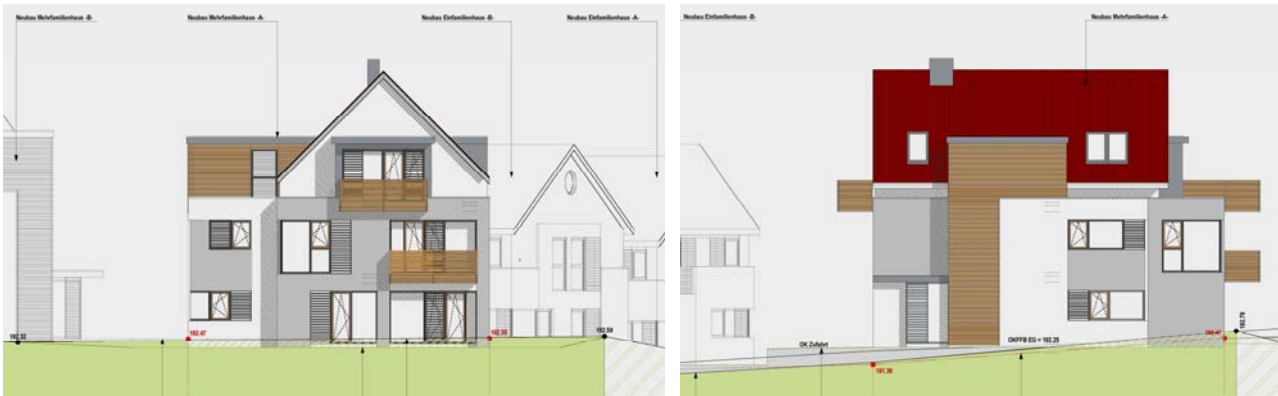 Neubau Mehrfamilienhaus -B-
Neubau Mehrfamilienhaus -A-
Neubau Einfamilienhaus -B-
Neubau Einfamilienhaus -A-
192.32
192.47
192.50
192.59
Neubau Einfamilienhaus -B-
Neubau Mehrfamilienhaus -A-
OK Zufahrt
191.39
OKFFB EG = 192.25
192.47
192.79